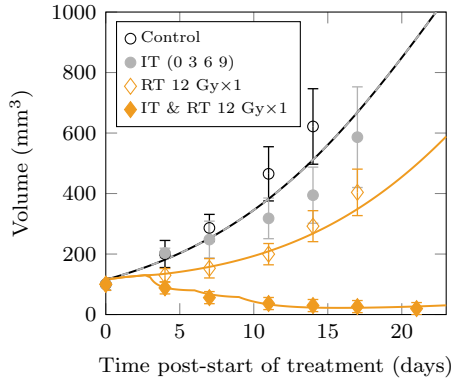 1000
800
600
400
200
0
Volume (mm³)
Control
IT (0 3 6 9)
RT 12 Gy×1
IT & RT 12 Gy×1
0 5 10 15 20
Time post-start of treatment (days)